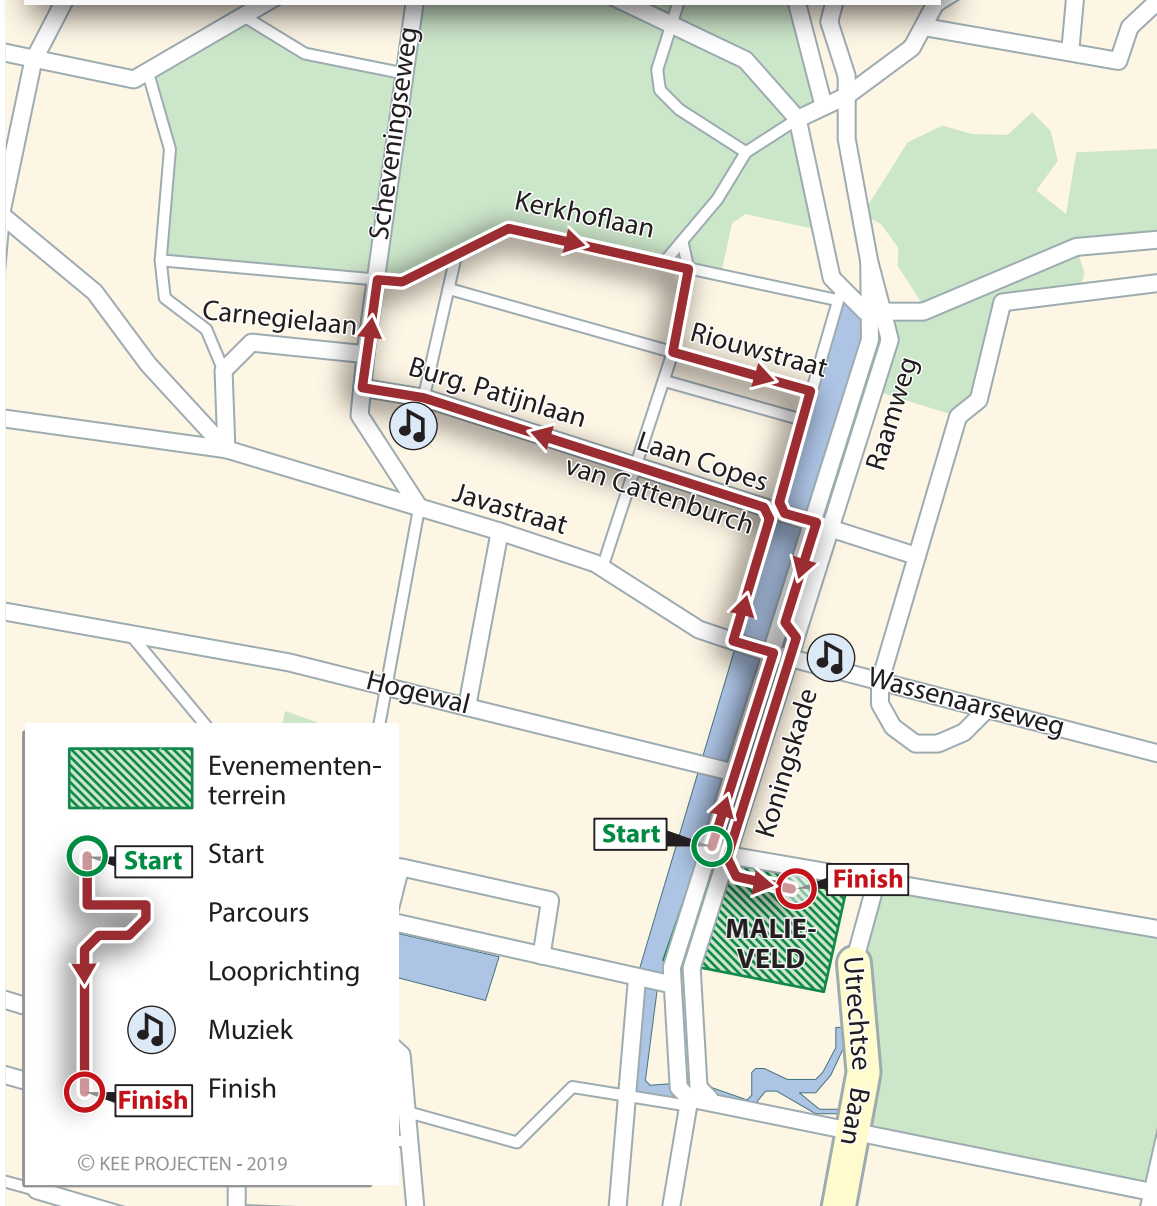 Scheveningseweg
Kerkhoflaan
Carnegielaan
Riouwstraat
Burg. Patijnlaan
Raamweg
Laan Copes
van Cattenburch
Javastraat
Hogewal
Wassenaarseweg
Koningskade
Start
Finish
MALIE-
VELD
Utrechtse Baan
Evenementen-
terrein
Start
Start
Parcours
Looprichting
Muziek
Finish
Finish
© KEE PROJECTEN - 2019